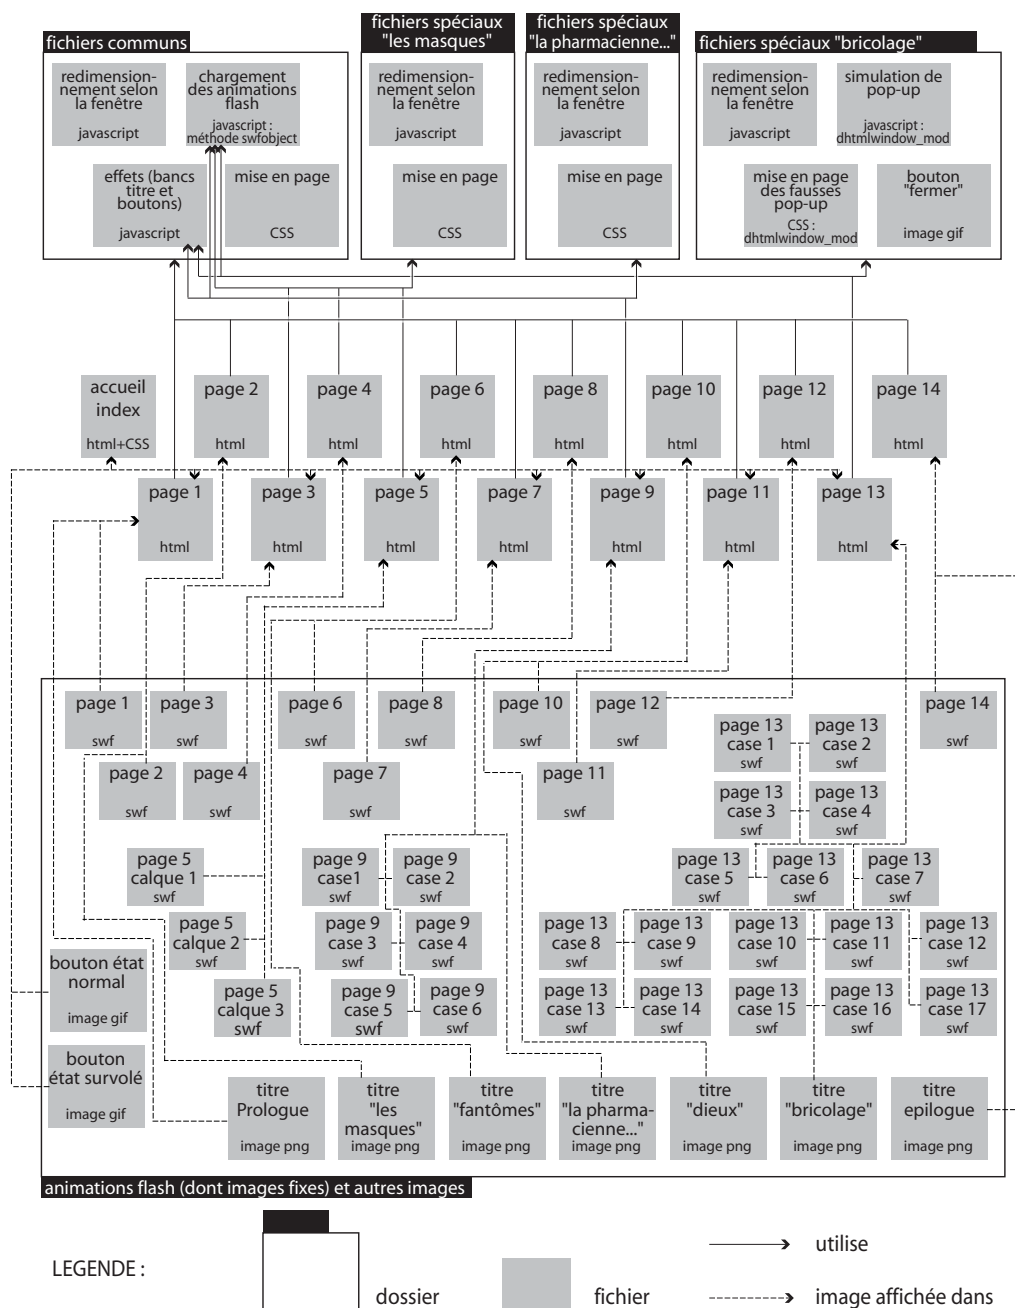 fichiers communs
fichiers spéciaux
"les masques"
fichiers spéciaux
"la pharmacienne..."
fichiers spéciaux "bricolage"
redimension-
nement selon
la fenêtre
javascript
chargement
des animations
flash
javascript :
méthode swfobject
redimension-
nement selon
la fenêtre
javascript
redimension-
nement selon
la fenêtre
javascript
redimension-
nement selon
la fenêtre
javascript
simulation de
pop-up
javascript :
dhtmlwindow_mod
effets (bancs
titre et
boutons)
javascript
mise en page
CSS
mise en page
CSS
mise en page
CSS
mise en page
des fausses
pop-up
CSS :
dhtmlwindow_mod
bouton
"fermer"
image gif
accueil
index
html+CSS
page 2
html
page 4
html
page 6
html
page 8
html
page 10
html
page 12
html
page 14
html
page 1
html
page 3
html
page 5
html
page 7
html
page 9
html
page 11
html
page 13
html
page 1
swf
page 3
swf
page 6
swf
page 8
swf
page 10
swf
page 12
swf
page 14
swf
page 13
case 1
swf
page 13
case 2
swf
page 2
swf
page 4
swf
page 7
swf
page 11
swf
page 13
case 3
swf
page 13
case 4
swf
page 5
calque 1
swf
page 9
case1
swf
page 9
case 2
swf
page 13
case 5
swf
page 13
case 6
swf
page 13
case 7
swf
page 5
calque 2
swf
page 9
case 3
swf
page 9
case 4
swf
page 13
case 8
swf
page 13
case 9
swf
page 13
case 10
swf
page 13
case 11
swf
page 13
case 12
swf
bouton état
normal
image gif
page 5
calque 3
swf
page 9
case 5
swf
page 9
case 6
swf
page 13
case 13
swf
page 13
case 14
swf
page 13
case 15
swf
page 13
case 16
swf
page 13
case 17
swf
bouton
état survolé
image gif
titre
Prologue
image png
titre
"les
masques"
image png
titre
"fantômes"
image png
titre
"la pharma-
cienne..."
image png
titre
"dieux"
image png
titre
"bricolage"
image png
titre
epilogue
image png
animations flash (dont images fixes) et autres images
LEGENDE :
dossier
fichier
utilise
image affichée dans